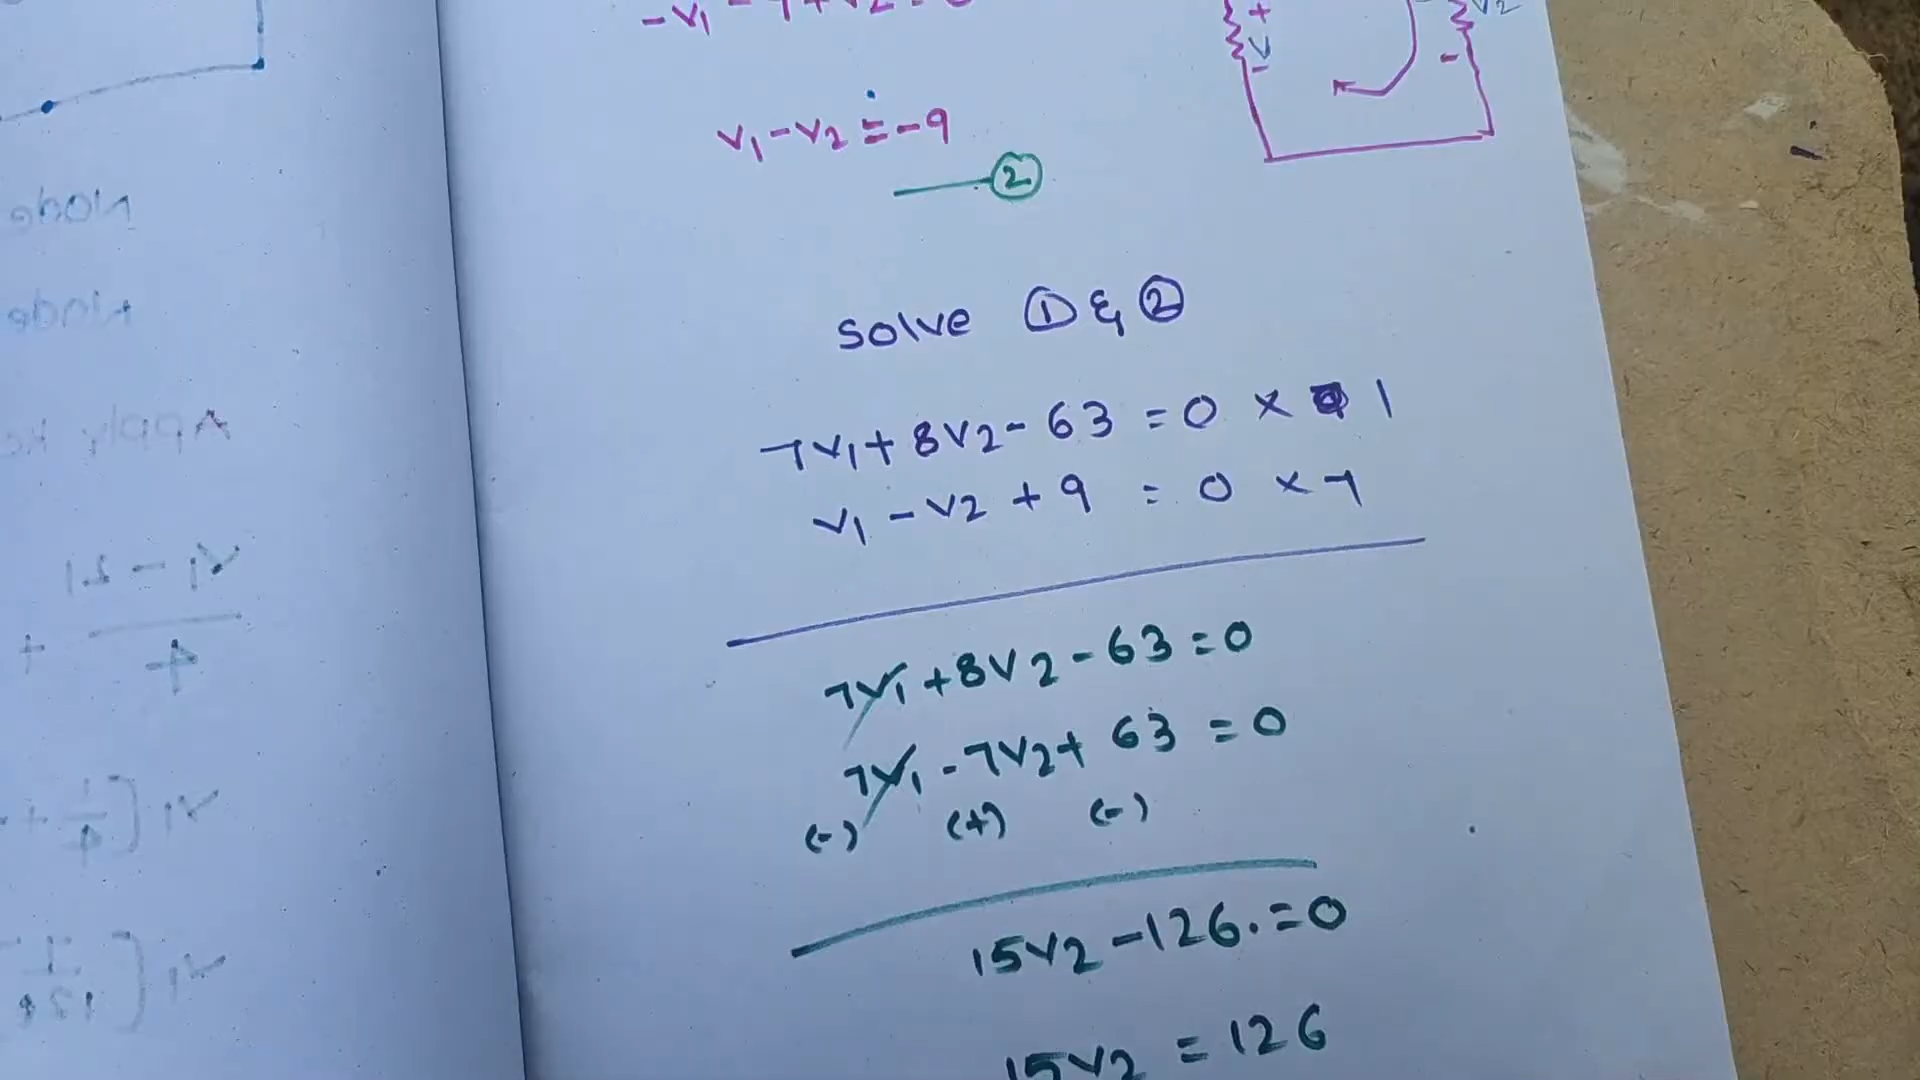 V1 - V2 = -9
2
V2
+
V
-
-
Solve ① & ②
7V1 + 8V2 - 63 = 0 × 1
V1 - V2 + 9 = 0 × 7
7V1 + 8V2 - 63 = 0
7V1 - 7V2 + 63 = 0
(-) (+) (-)
15V2 - 126. = 0
15V2 = 126